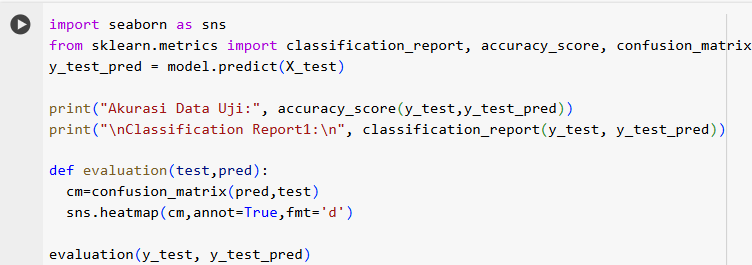 import seaborn as sns
from sklearn.metrics import classification_report, accuracy_score, confusion_matrix
y_test_pred = model.predict(X_test)
print("Akurasi Data Uji:", accuracy_score(y_test,y_test_pred))
print("\nClassification Report1:\n", classification_report(y_test, y_test_pred))
def evaluation(test,pred):
  cm=confusion_matrix(pred,test)
  sns.heatmap(cm,annot=True,fmt='d')
evaluation(y_test, y_test_pred)